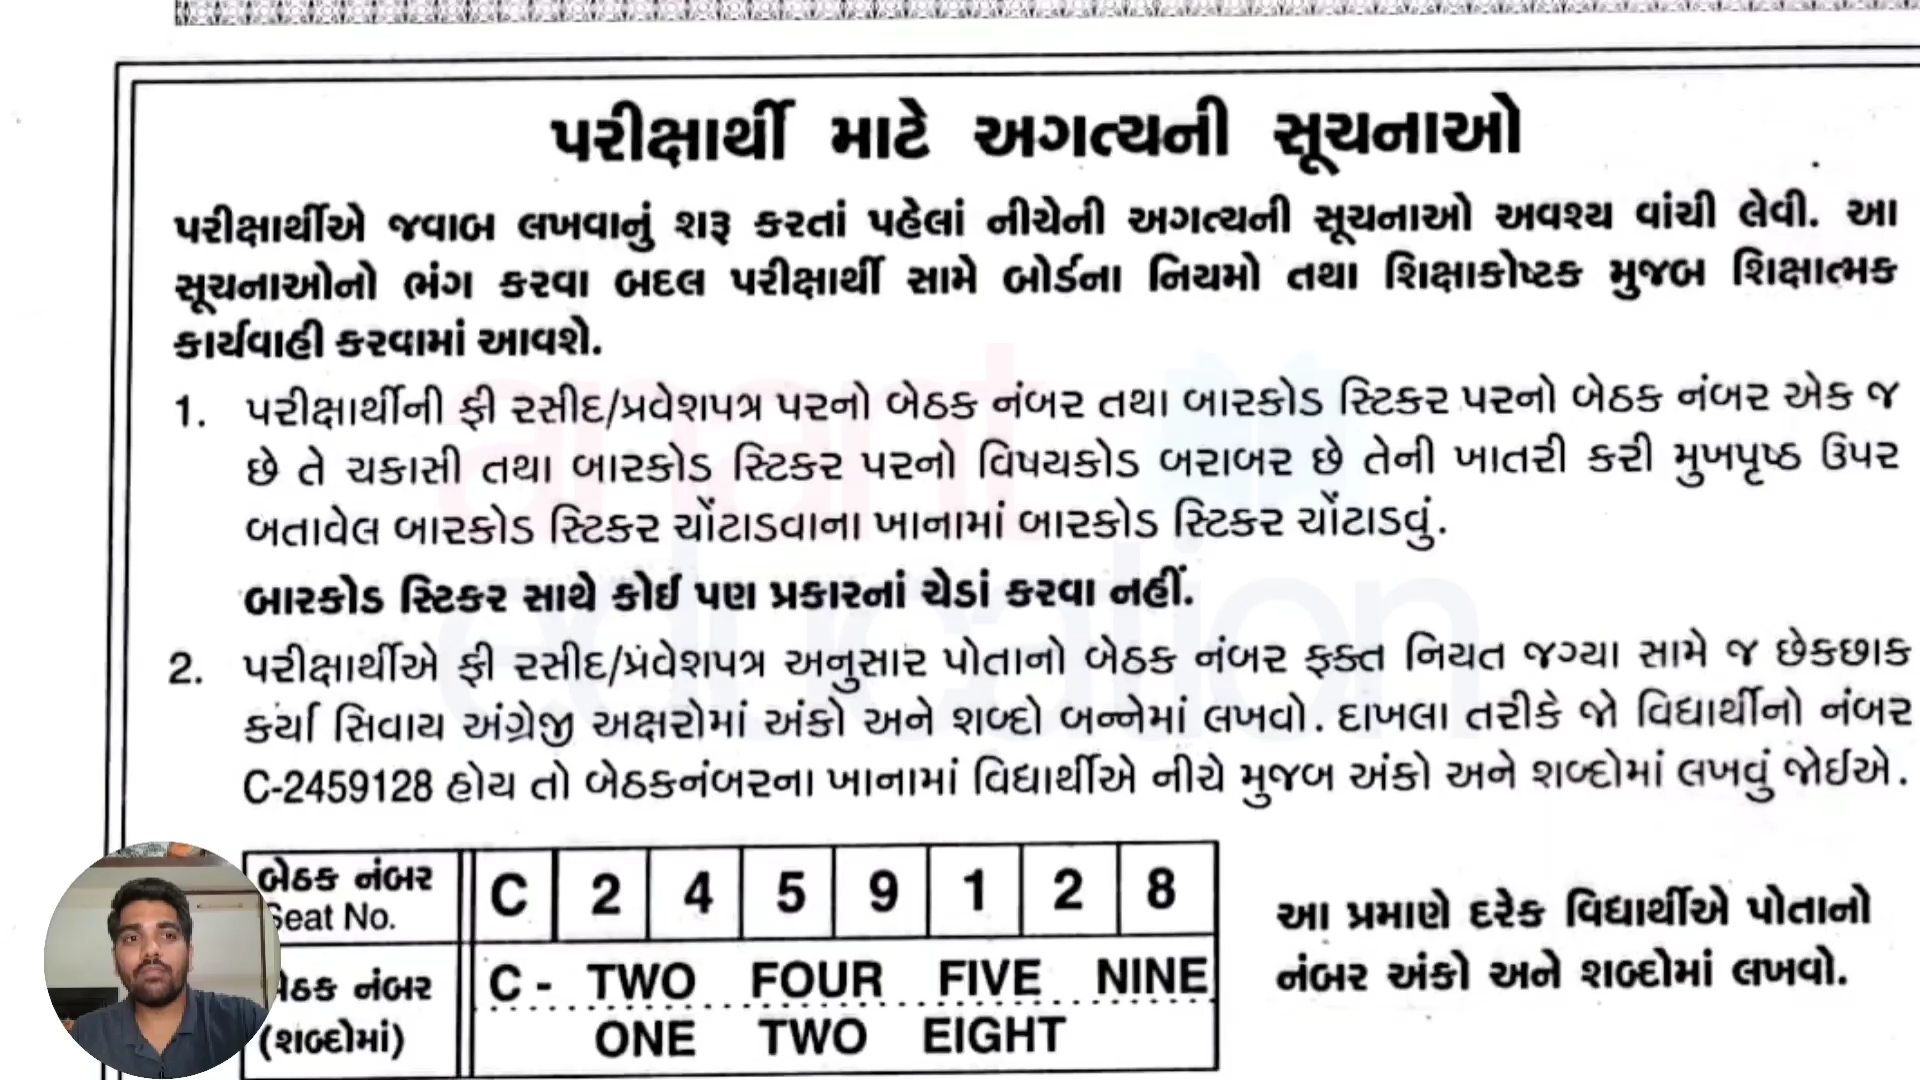 પરીક્ષાર્થી માટે અગત્યની સૂચનાઓ
પરીક્ષાર્થીએ જવાબ લખવાનું શરૂ કરતાં પહેલાં નીચેની અગત્યની સૂચનાઓ અવશ્ય વાંચી લેવી. આ
સૂચનાઓનો ભંગ કરવા બદલ પરીક્ષાર્થી સામે બોર્ડના નિયમો તથા શિક્ષાકોષ્ટક મુજબ શિક્ષાત્મક
કાર્યવાહી કરવામાં આવશે.
1. પરીક્ષાર્થીની ફી રસીદ/પ્રવેશપત્ર પરનો બેઠક નંબર તથા બારકોડ સ્ટિકર પરનો બેઠક નંબર એક જ
છે તે ચકાસી તથા બારકોડ સ્ટિકર પરનો વિષયકોડ બરાબર છે તેની ખાતરી કરી મુખપૃષ્ઠ ઉપર
બતાવેલ બારકોડ સ્ટિકર ચોંટાડવાના ખાનામાં બારકોડ સ્ટિકર ચોંટાડવું.
બારકોડ સ્ટિકર સાથે કોઈ પણ પ્રકારનાં ચેડાં કરવા નહીં.
2. પરીક્ષાર્થીએ ફી રસીદ/પ્રવેશપત્ર અનુસાર પોતાનો બેઠક નંબર ફક્ત નિયત જગ્યા સામે જ છેકછાક
કર્યા સિવાય અંગ્રેજી અક્ષરોમાં અંકો અને શબ્દો બન્નેમાં લખવો. દાખલા તરીકે જો વિદ્યાર્થીનો નંબર
C-2459128 હોય તો બેઠકનંબરના ખાનામાં વિદ્યાર્થીએ નીચે મુજબ અંકો અને શબ્દોમાં લખવું જોઈએ.
બેઠક નંબર
Seat No.
C 2 4 5 9 1 2 8
બેઠક નંબર
(શબ્દોમાં)
C - TWO FOUR FIVE NINE
ONE TWO EIGHT
આ પ્રમાણે દરેક વિદ્યાર્થીએ પોતાનો
નંબર અંકો અને શબ્દોમાં લખવો.
anant
education